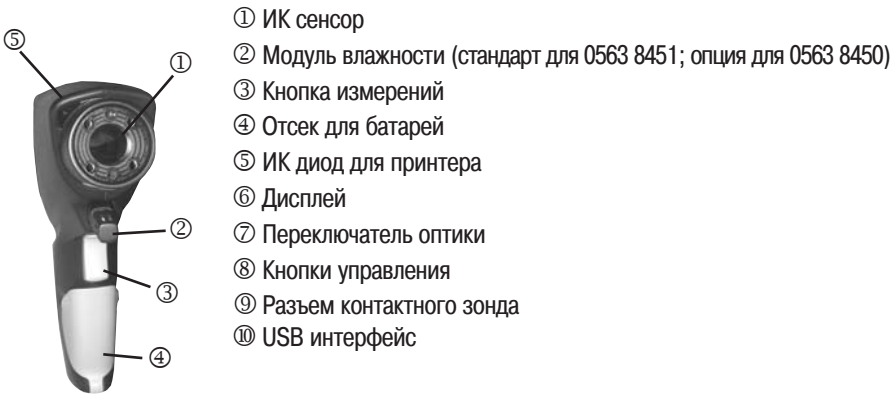 ① ИК сенсор
② Модуль влажности (стандарт для 0563 8451; опция для 0563 8450)
③ Кнопка измерений
④ Отсек для батарей
⑤ ИК диод для принтера
⑥ Дисплей
⑦ Переключатель оптики
⑧ Кнопки управления
⑨ Разъем контактного зонда
⑩ USB интерфейс
⑤
①
②
③
④